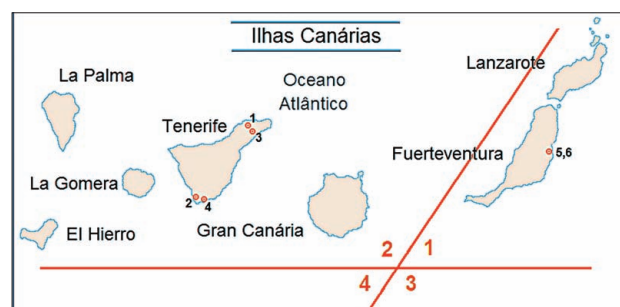 Ilhas Canárias
Lanzarote
La Palma
Oceano
Atlântico
Tenerife
1
3
Fuerteventura
5,6
La Gomera
2
4
Gran Canária
El Hierro
2
1
4
3